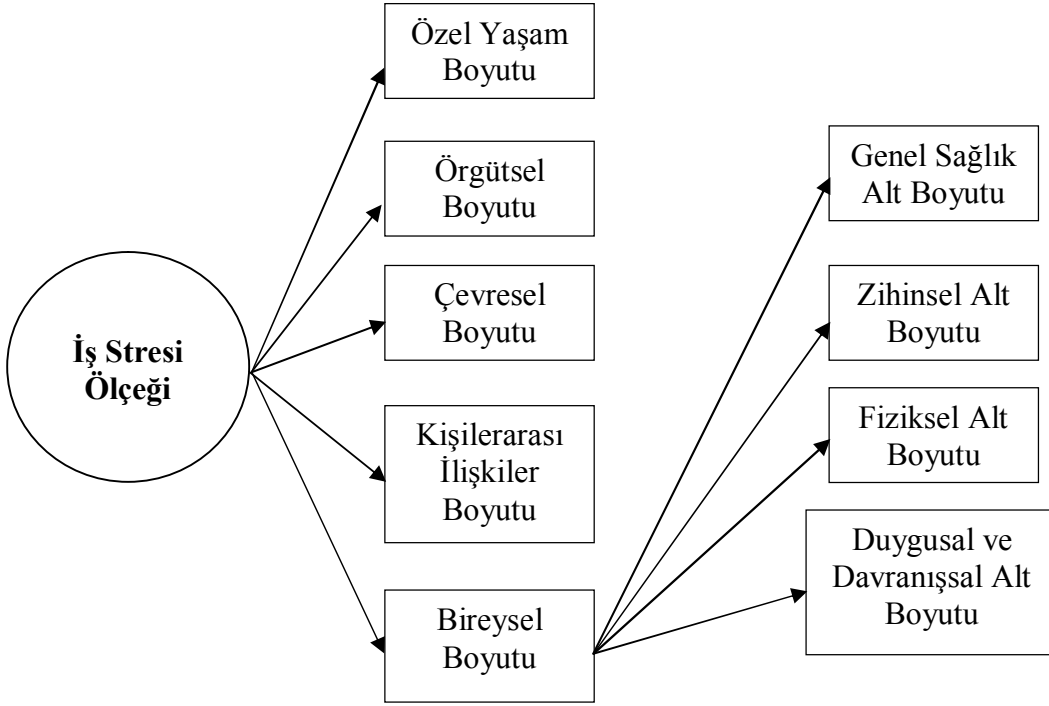 İş Stresi
Ölçeği
Özel Yaşam
Boyutu
Örgütsel
Boyutu
Çevresel
Boyutu
Kişilerarası
İlişkiler
Boyutu
Bireysel
Boyutu
Genel Sağlık
Alt Boyutu
Zihinsel Alt
Boyutu
Fiziksel Alt
Boyutu
Duygusal ve
Davranışsal Alt
Boyutu